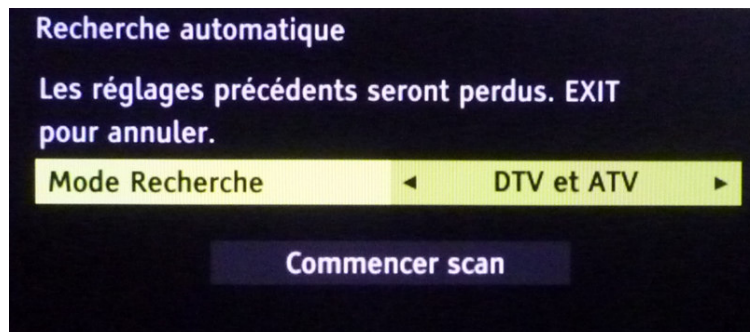 Recherche automatique
Les réglages précédents seront perdus. EXIT
pour annuler.
Mode Recherche ◄ DTV et ATV ►
Commencer scan